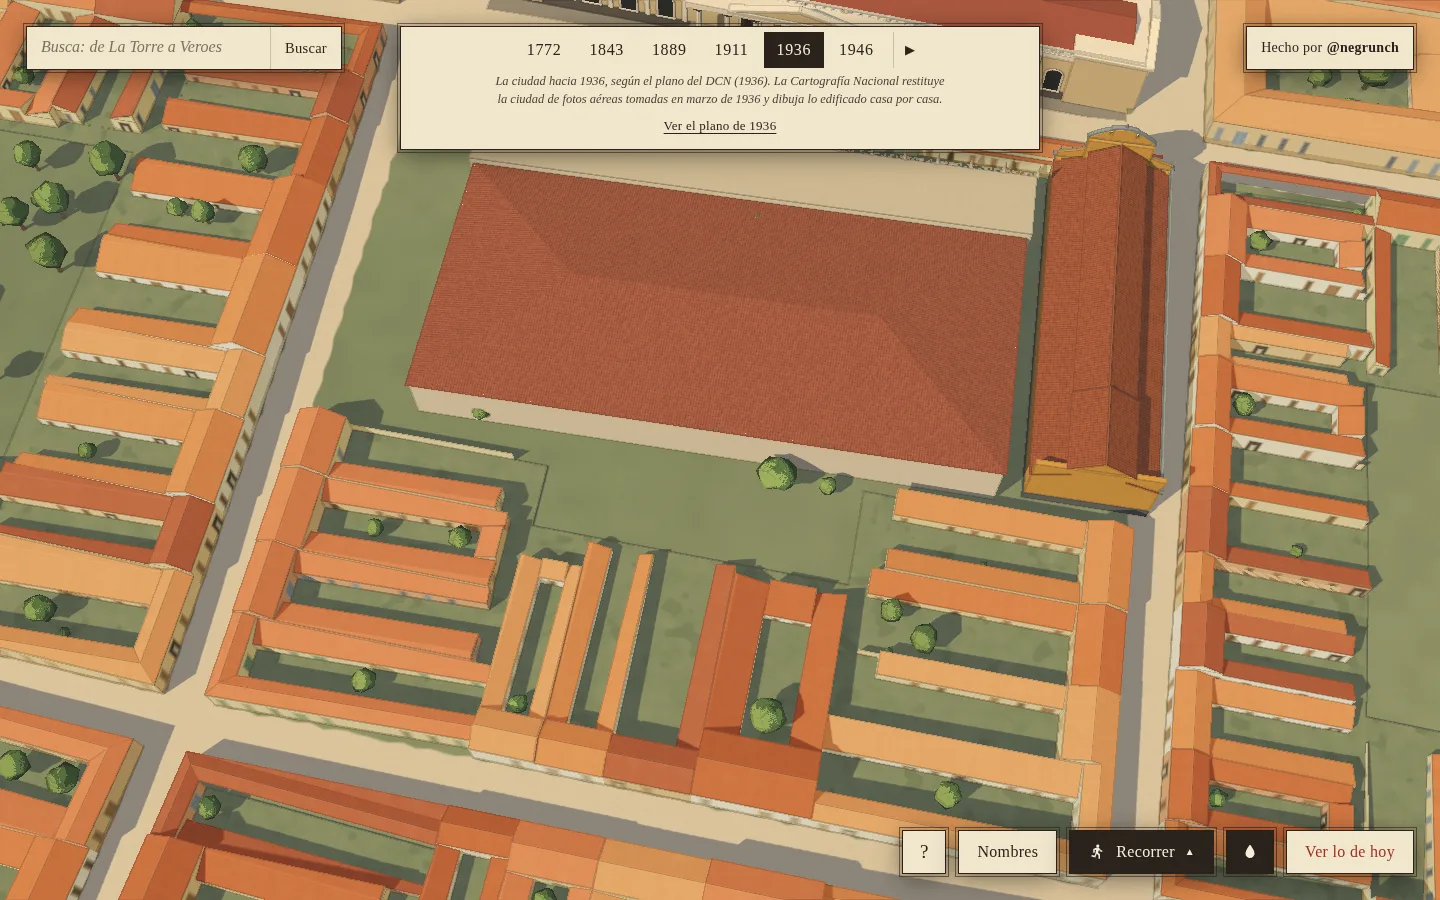 Busca: de La Torre a Veroes
Buscar
1772 1843 1889 1911 1936 1946 ▶
La ciudad hacia 1936, según el plano del DCN (1936). La Cartografía Nacional restituye
la ciudad de fotos aéreas tomadas en marzo de 1936 y dibuja lo edificado casa por casa.
Ver el plano de 1936
Hecho por @negrunch
?
Nombres
Recorrer ▲
Ver lo de hoy